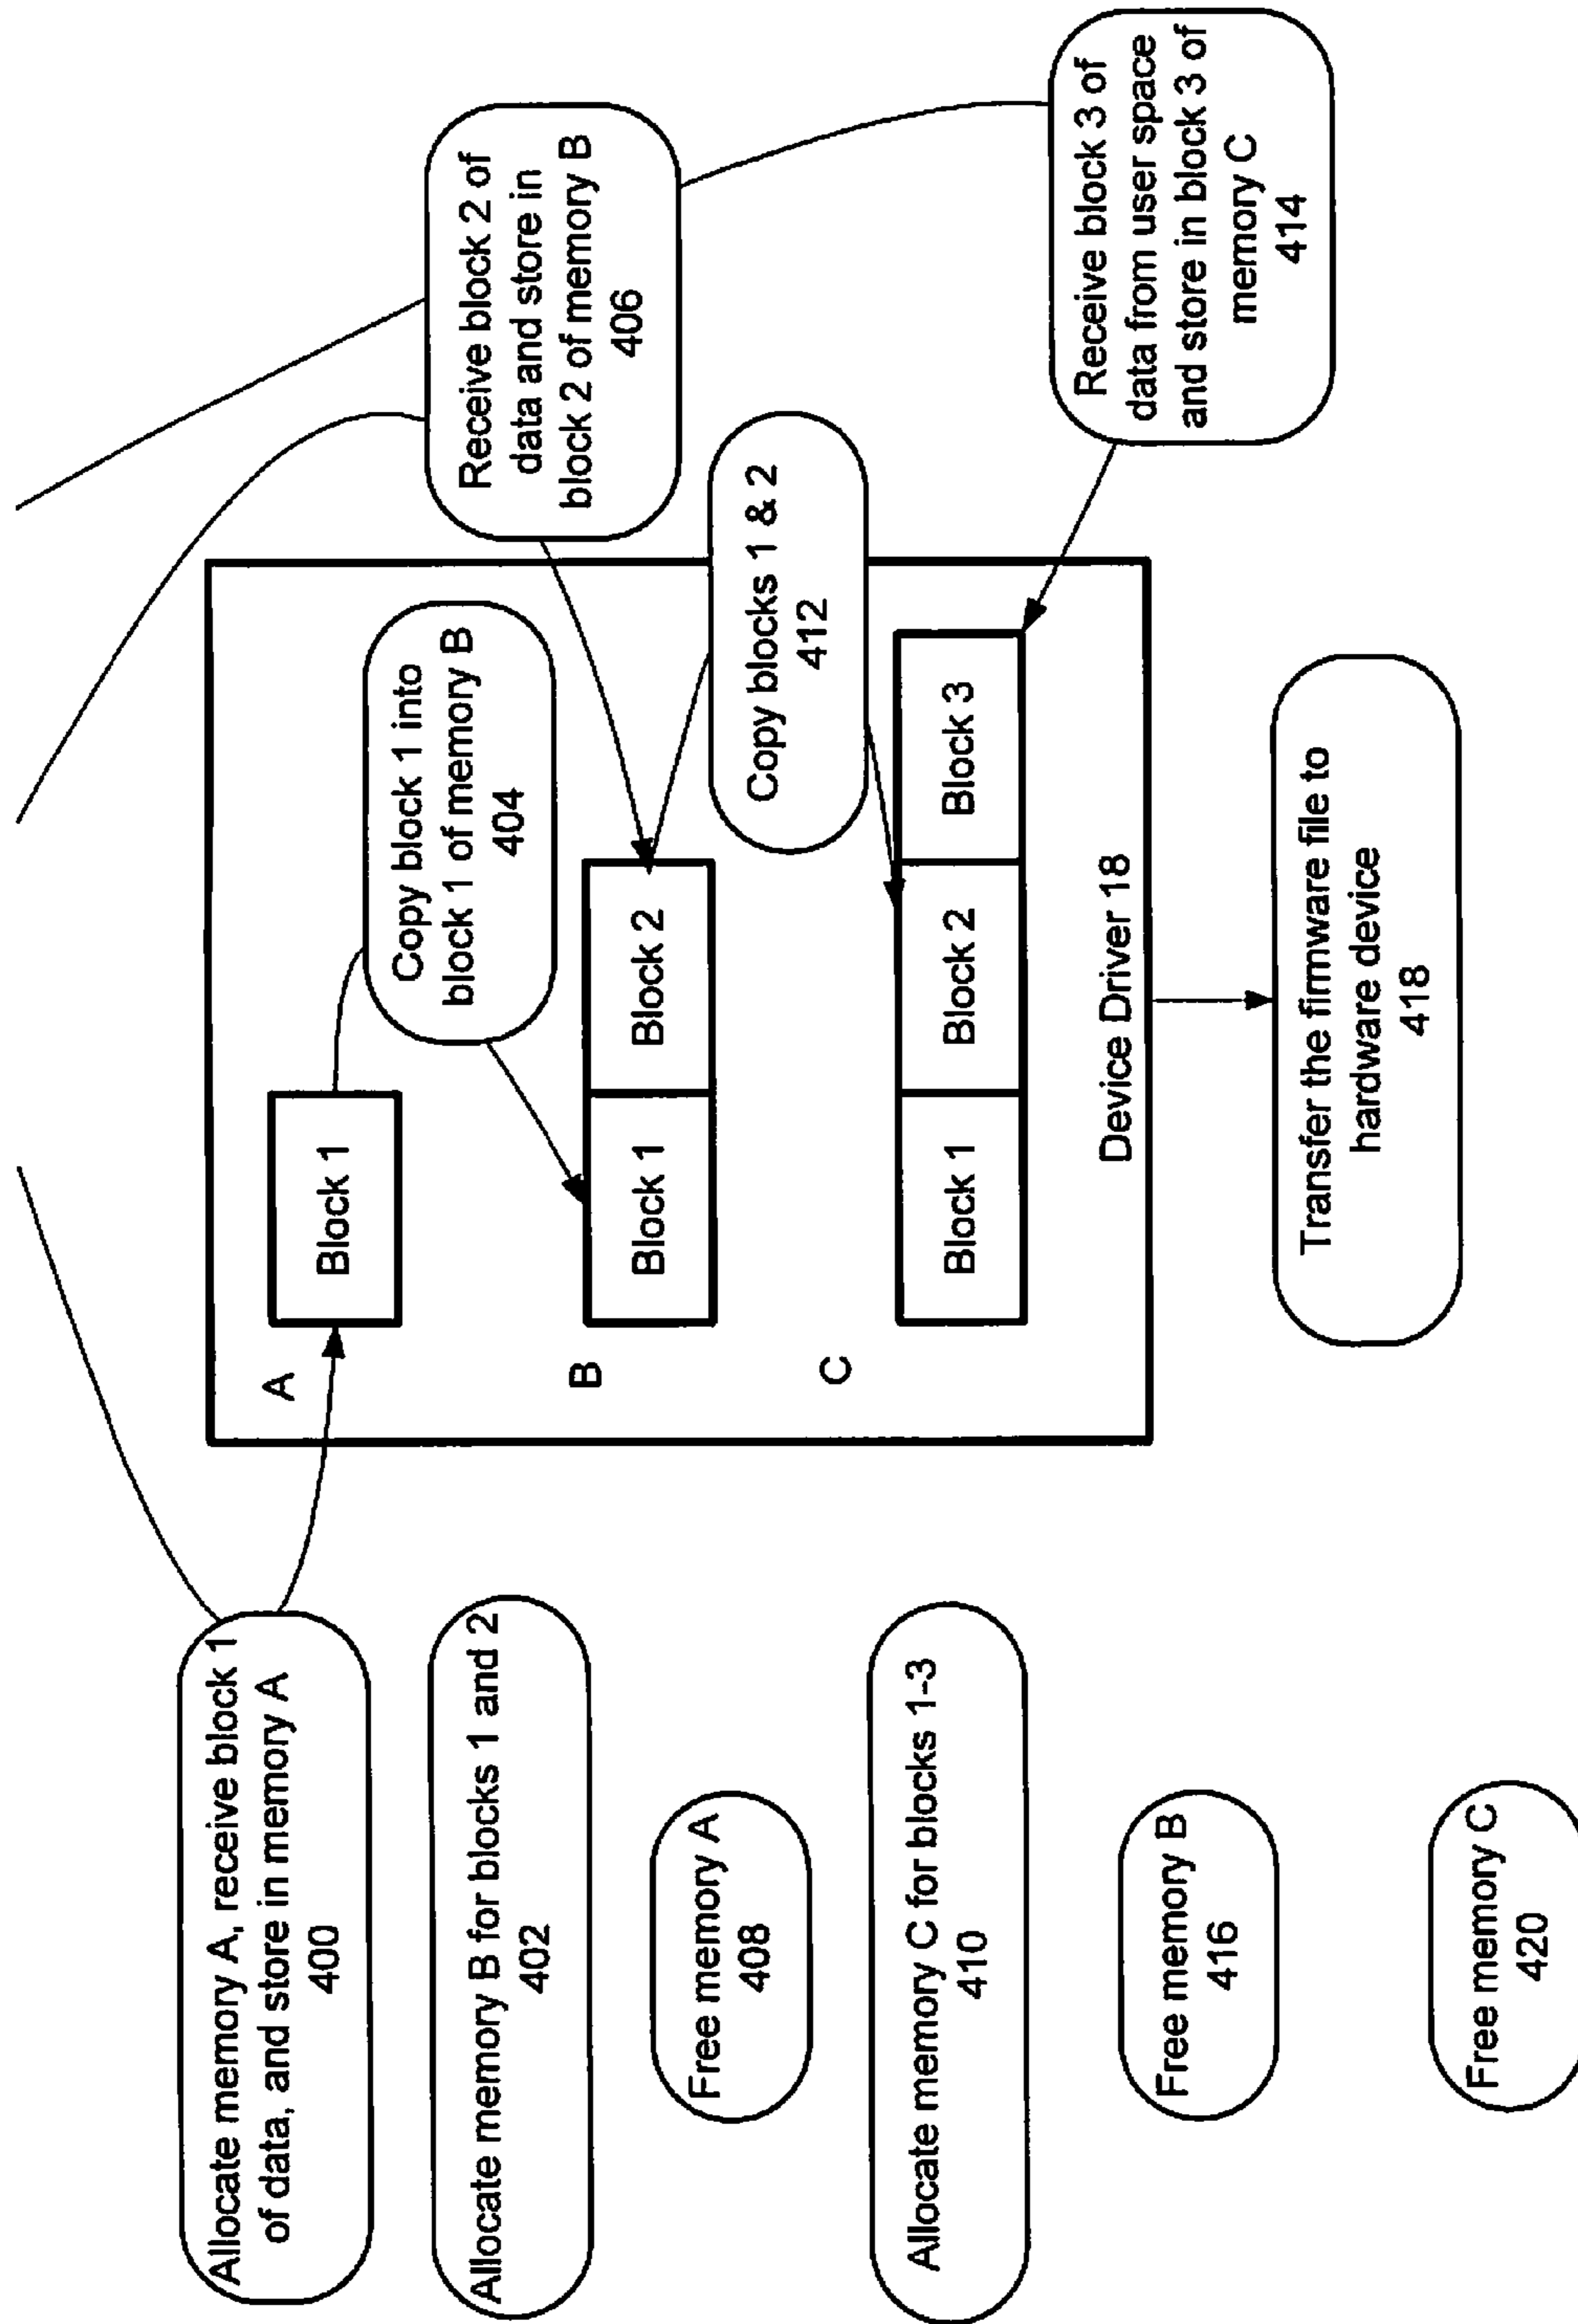 Allocate memory A, receive block 1
of data, and store in memory A
400
Allocate memory B for blocks 1 and 2
402
Free memory A
408
Allocate memory C for blocks 1-3
410
Free memory B
416
Free memory C
420
A
Block 1
Copy block 1 into
block 1 of memory B
404
B
Block 1
Block 2
Copy blocks 1 & 2
412
C
Block 1
Block 2
Block 3
Device Driver 18
Receive block 2 of
data and store in
block 2 of memory B
406
Receive block 3 of
data from user space
and store in block 3 of
memory C
414
Transfer the firmware file to
hardware device
418